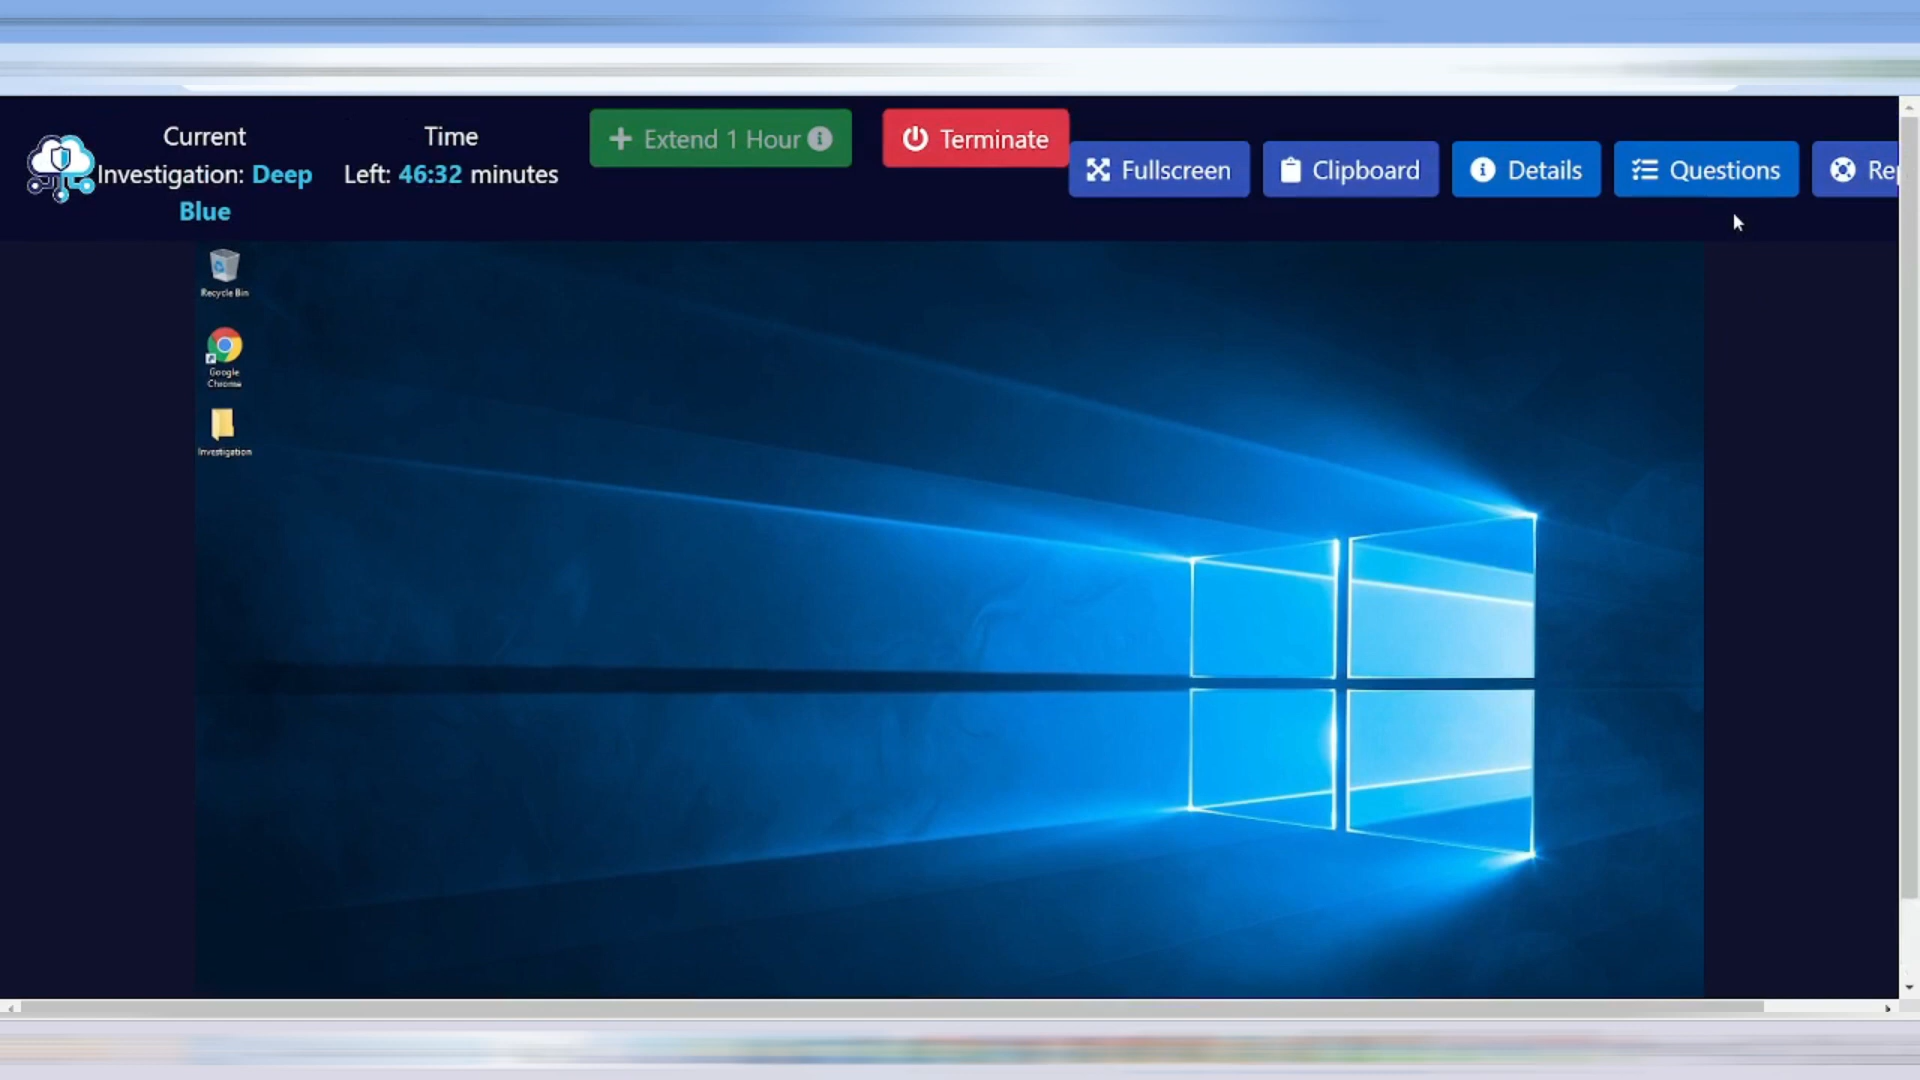 Current
Investigation: Deep
Blue
Time
Left: 46:32 minutes
Extend 1 Hour
Terminate
Fullscreen
Clipboard
Details
Questions
Rep
Recycle Bin
Google
Chrome
Investigation